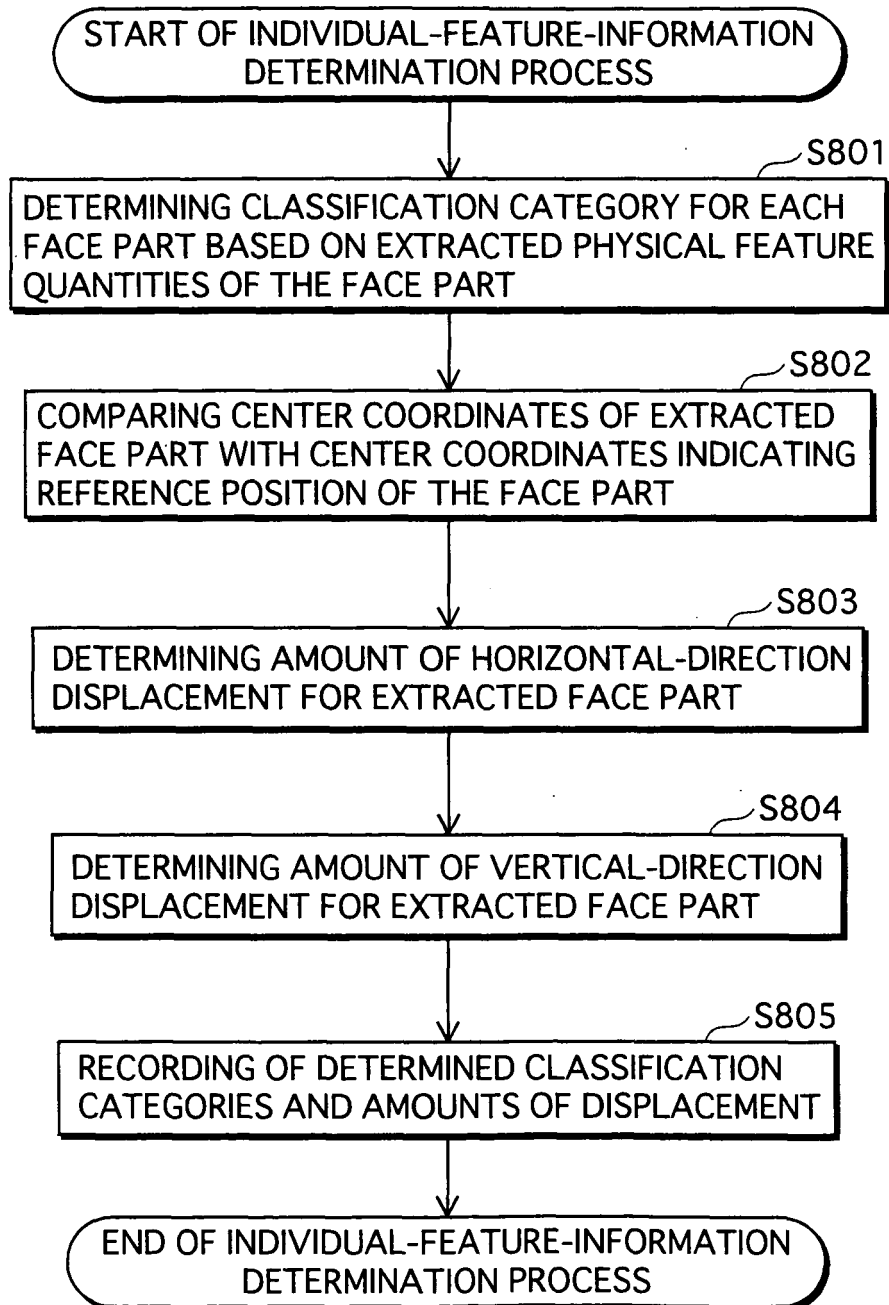 START OF INDIVIDUAL-FEATURE-INFORMATION
DETERMINATION PROCESS
S801
DETERMINING CLASSIFICATION CATEGORY FOR EACH
FACE PART BASED ON EXTRACTED PHYSICAL FEATURE
QUANTITIES OF THE FACE PART
S802
COMPARING CENTER COORDINATES OF EXTRACTED
FACE PART WITH CENTER COORDINATES INDICATING
REFERENCE POSITION OF THE FACE PART
S803
DETERMINING AMOUNT OF HORIZONTAL-DIRECTION
DISPLACEMENT FOR EXTRACTED FACE PART
S804
DETERMINING AMOUNT OF VERTICAL-DIRECTION
DISPLACEMENT FOR EXTRACTED FACE PART
S805
RECORDING OF DETERMINED CLASSIFICATION
CATEGORIES AND AMOUNTS OF DISPLACEMENT
END OF INDIVIDUAL-FEATURE-INFORMATION
DETERMINATION PROCESS